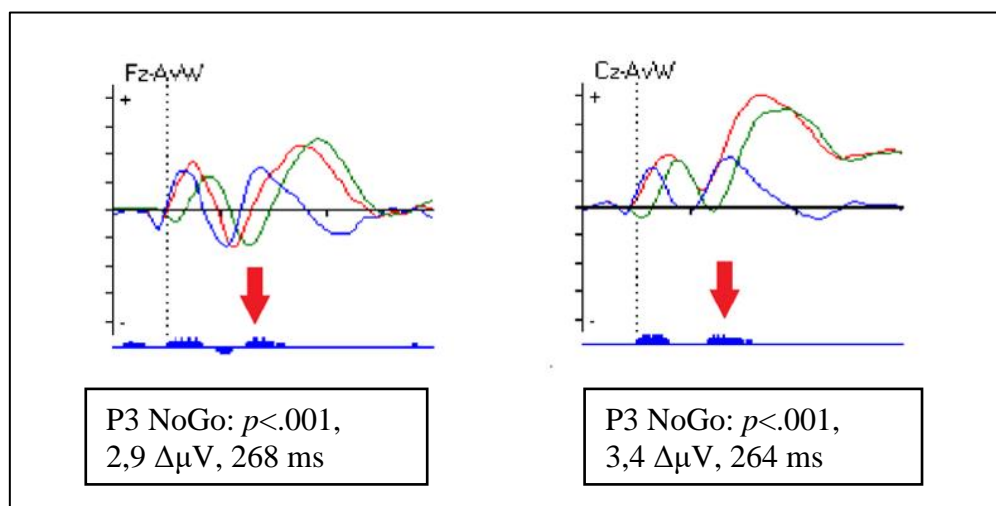 Fz-AvW
+
-
P3 NoGo: p<.001,
2,9 ΔµV, 268 ms
Cz-AvW
+
-
P3 NoGo: p<.001,
3,4 ΔµV, 264 ms